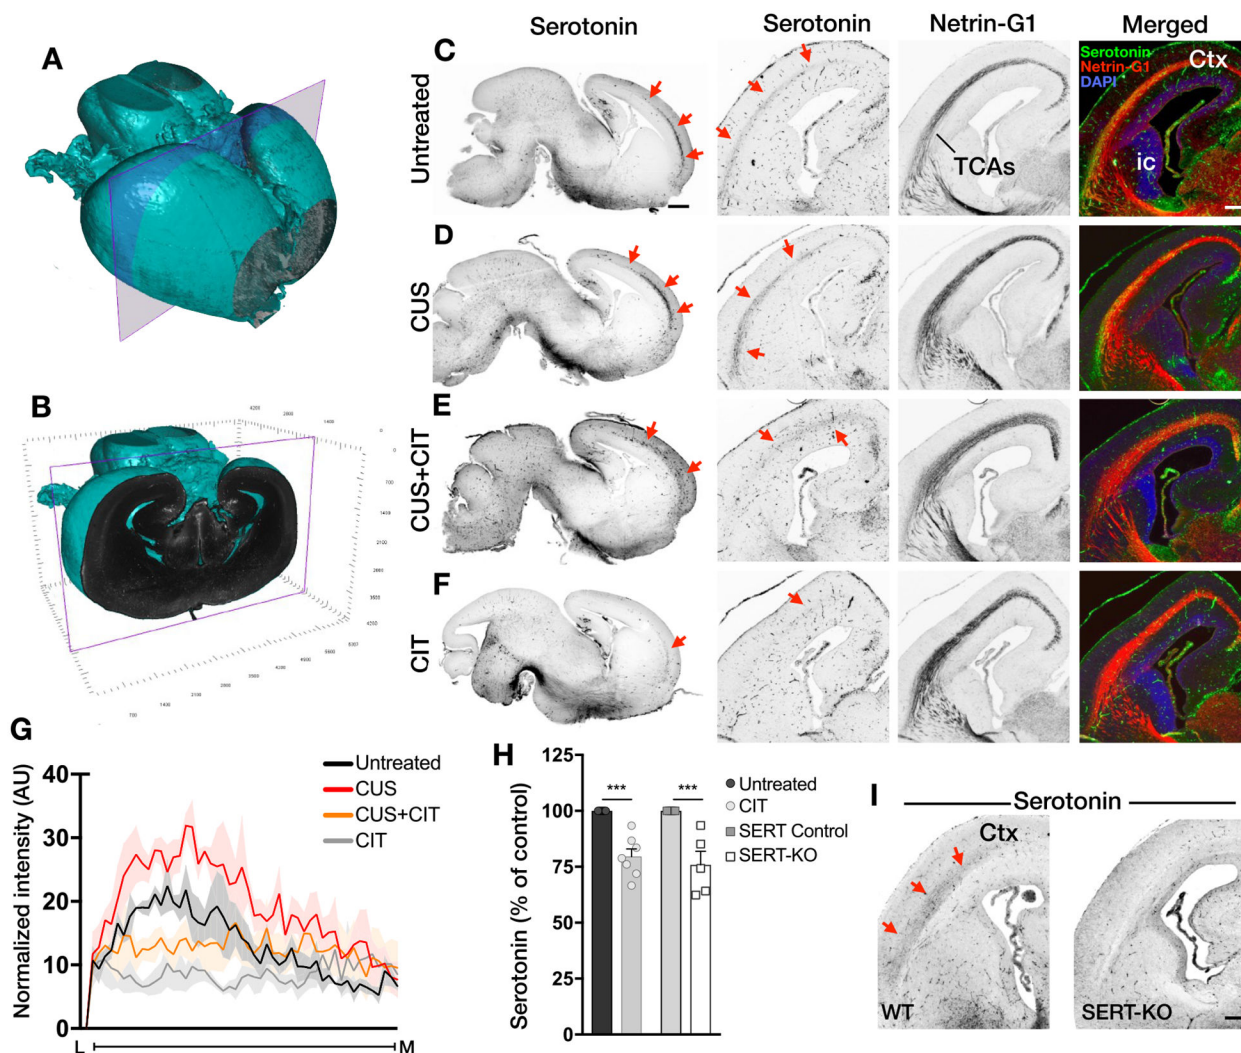 Serotonin
Serotonin
Netrin-G1
Merged
A
C
Untreated
TCAs
Serotonin
Netrin-G1
DAPI
Ctx
ic
D
CUS
B
E
CUS+CIT
F
CIT
G
Normalized intensity (AU)
40
30
20
10
0
L
M
Untreated
CUS
CUS+CIT
CIT
H
Serotonin (% of control)
125
100
75
50
25
0
***
***
Untreated
CIT
SERT Control
SERT-KO
I
Serotonin
Ctx
WT
SERT-KO